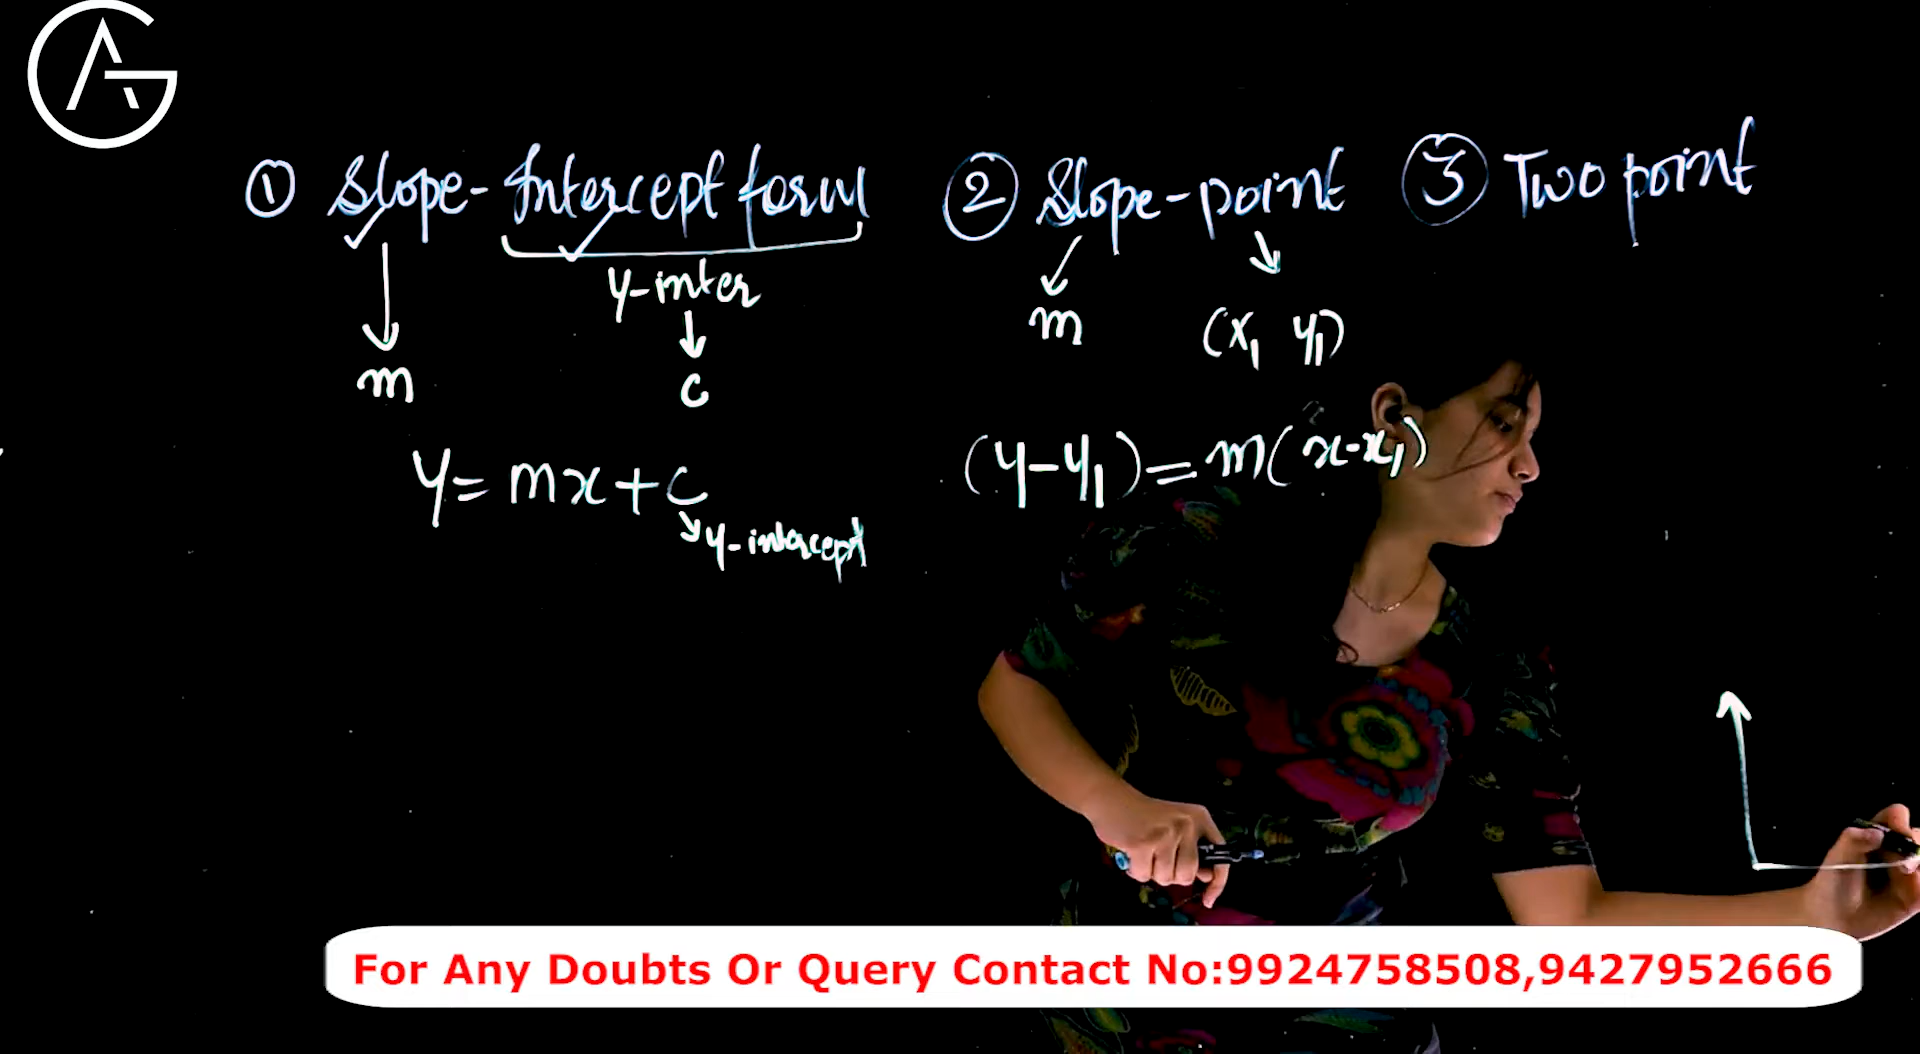 AG
① Slope-Intercept form
y-inter
m
c
y = mx + c
y-intercept
② Slope-point
m
(x₁ y₁)
(y-y₁) = m(x-x₁)
③ Two point
For Any Doubts Or Query Contact No:9924758508,9427952666